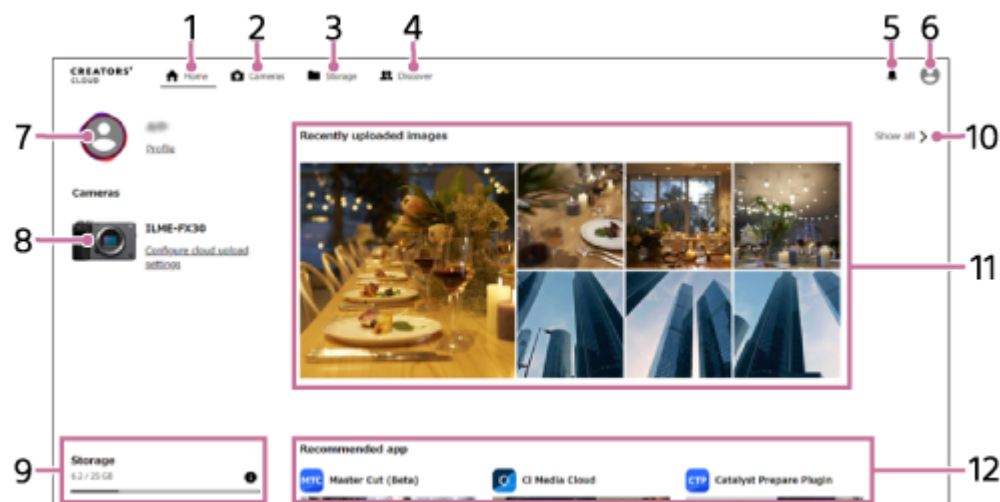 1 2 3 4 5 6
CREATORS'
CLOUD
Home Cameras Storage Discover
7
Profile
Recently uploaded images
Show all
10
Cameras
8
ILME-FX30
Configure cloud upload
settings
11
9
Storage
6.2 / 25 GB
Recommended app
MTC Master Cut (Beta) Ci Media Cloud CTP Catalyst Prepare Plugin
12